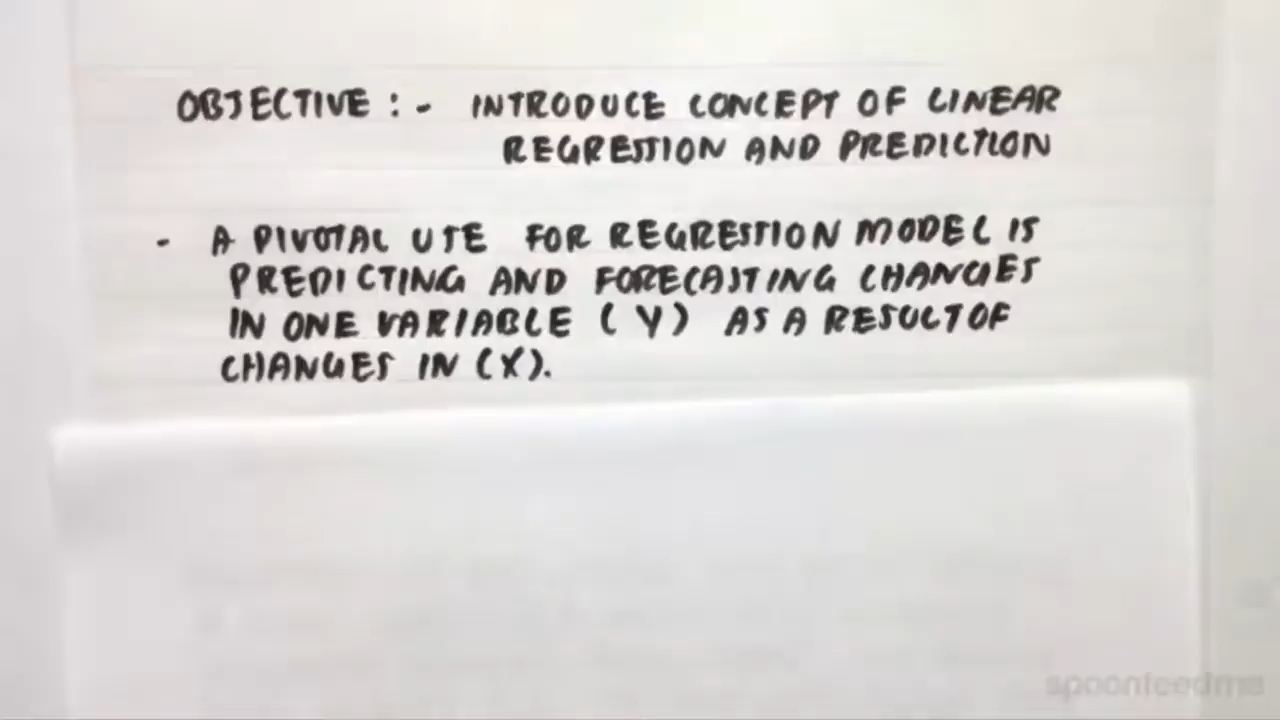 OBJECTIVE :- INTRODUCE CONCEPT OF LINEAR
REGRESSION AND PREDICTION
- A PIVOTAL USE FOR REGRESSION MODEL IS
PREDICTING AND FORECASTING CHANGES
IN ONE VARIABLE (Y) AS A RESULT OF
CHANGES IN (X).
spoonfeedme